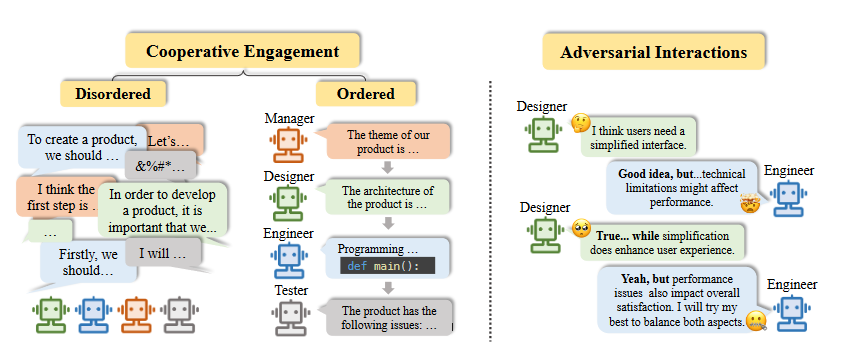 Cooperative Engagement
Disordered
To create a product,
we should …
Let's…
&%#*…
I think the
first step is .
In order to develop
a product, it is
important that we...
…
Firstly, we
should…
I will …
Ordered
Manager
The theme of our
product is …
Designer
The architecture of
the product is …
Engineer
Programming …
def main():
Tester
The product has the
following issues: …
Adversarial Interactions
Designer
I think users need a
simplified interface.
Engineer
Good idea, but...technical
limitations might affect
performance.
Designer
True... while simplification
does enhance user experience.
Engineer
Yeah, but performance
issues also impact overall
satisfaction. I will try my
best to balance both aspects.